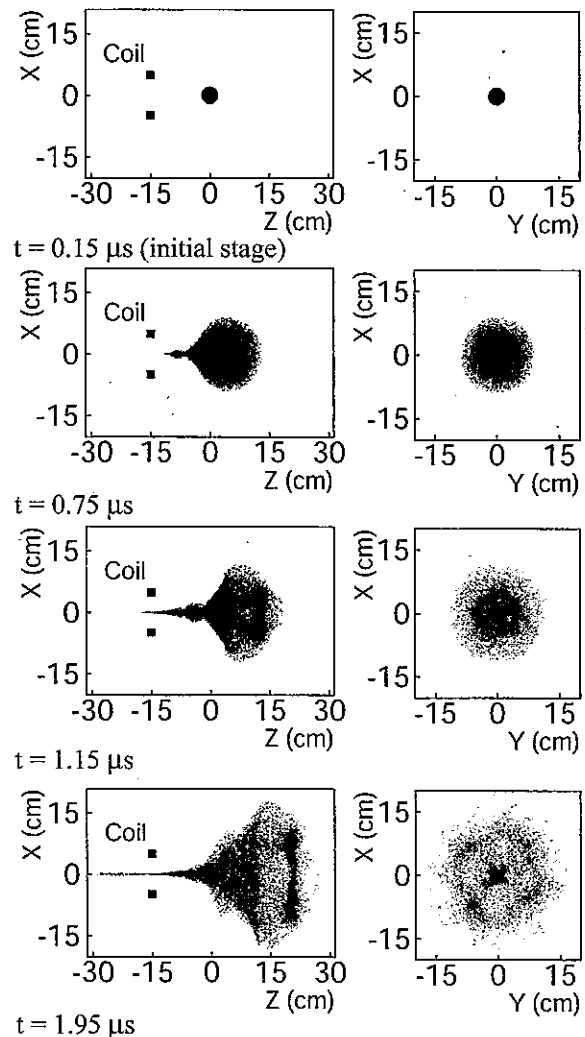 X (cm)
15
0
-15
Coil
-30 -15 0 15 30
Z (cm)
X (cm)
15
0
-15
-15 0 15
Y (cm)
t = 0.15 μs (initial stage)
X (cm)
15
0
-15
Coil
-30 -15 0 15 30
Z (cm)
X (cm)
15
0
-15
-15 0 15
Y (cm)
t = 0.75 μs
X (cm)
15
0
-15
Coil
-30 -15 0 15 30
Z (cm)
X (cm)
15
0
-15
-15 0 15
Y (cm)
t = 1.15 μs
X (cm)
15
0
-15
Coil
-30 -15 0 15 30
Z (cm)
X (cm)
15
0
-15
-15 0 15
Y (cm)
t = 1.95 μs